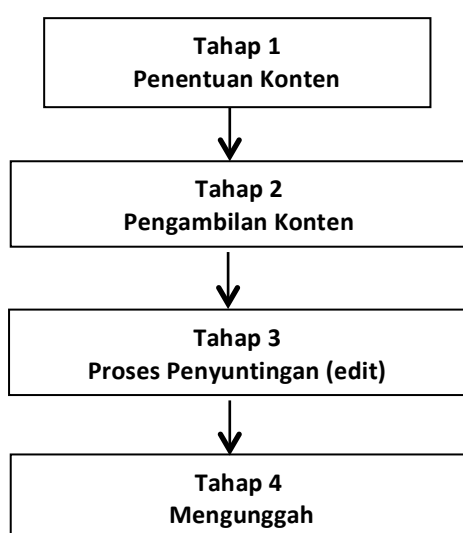 Tahap 1
Penentuan Konten
Tahap 2
Pengambilan Konten
Tahap 3
Proses Penyuntingan (edit)
Tahap 4
Mengunggah